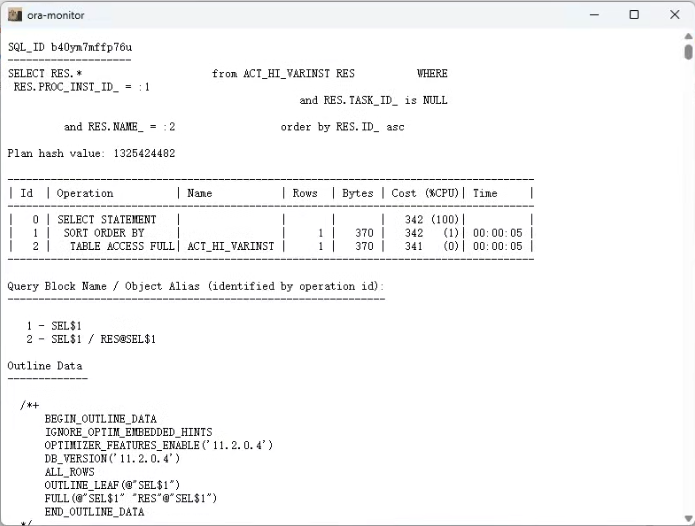 ora-monitor
SQL_ID b40ym7mffp76u
--------------------
SELECT RES.*                     from ACT_HI_VARINST RES          WHERE
 RES.PROC_INST_ID_ = :1
                                               and RES.TASK_ID_ is NULL
         and RES.NAME_ = :2                 order by RES.ID_ asc
Plan hash value: 1325424482
-------------------------------------------------------------------------------------
| Id  | Operation          | Name           | Rows  | Bytes | Cost (%CPU)| Time     |
-------------------------------------------------------------------------------------
|   0 | SELECT STATEMENT   |                |       |       |   342 (100)|          |
|   1 |  SORT ORDER BY     |                |     1 |   370 |   342   (1)| 00:00:05 |
|   2 |   TABLE ACCESS FULL| ACT_HI_VARINST |     1 |   370 |   341   (0)| 00:00:05 |
-------------------------------------------------------------------------------------
Query Block Name / Object Alias (identified by operation id):
-------------------------------------------------------------
   1 - SEL$1
   2 - SEL$1 / RES@SEL$1
Outline Data
-------------
  /*+
      BEGIN_OUTLINE_DATA
      IGNORE_OPTIM_EMBEDDED_HINTS
      OPTIMIZER_FEATURES_ENABLE('11.2.0.4')
      DB_VERSION('11.2.0.4')
      ALL_ROWS
      OUTLINE_LEAF(@"SEL$1")
      FULL(@"SEL$1" "RES"@"SEL$1")
      END_OUTLINE_DATA
  */